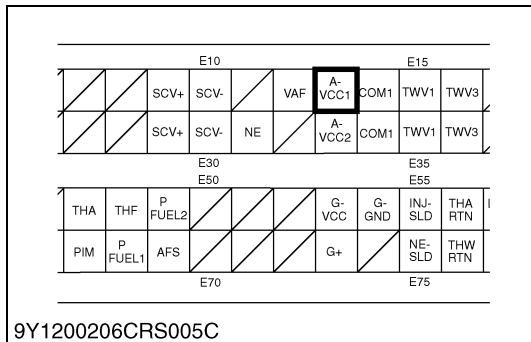 E10 E15
SCV+ SCV- VAF A-VCC1 COM1 TWV1 TWV3
SCV+ SCV- NE A-VCC2 COM1 TWV1 TWV3
E30 E35
E50 E55
THA THF P FUEL2 G-VCC G-GND INJ-SLD THA RTN
PIM P FUEL1 AFS G+ NE-SLD THW RTN
E70 E75
9Y1200206CRS005C